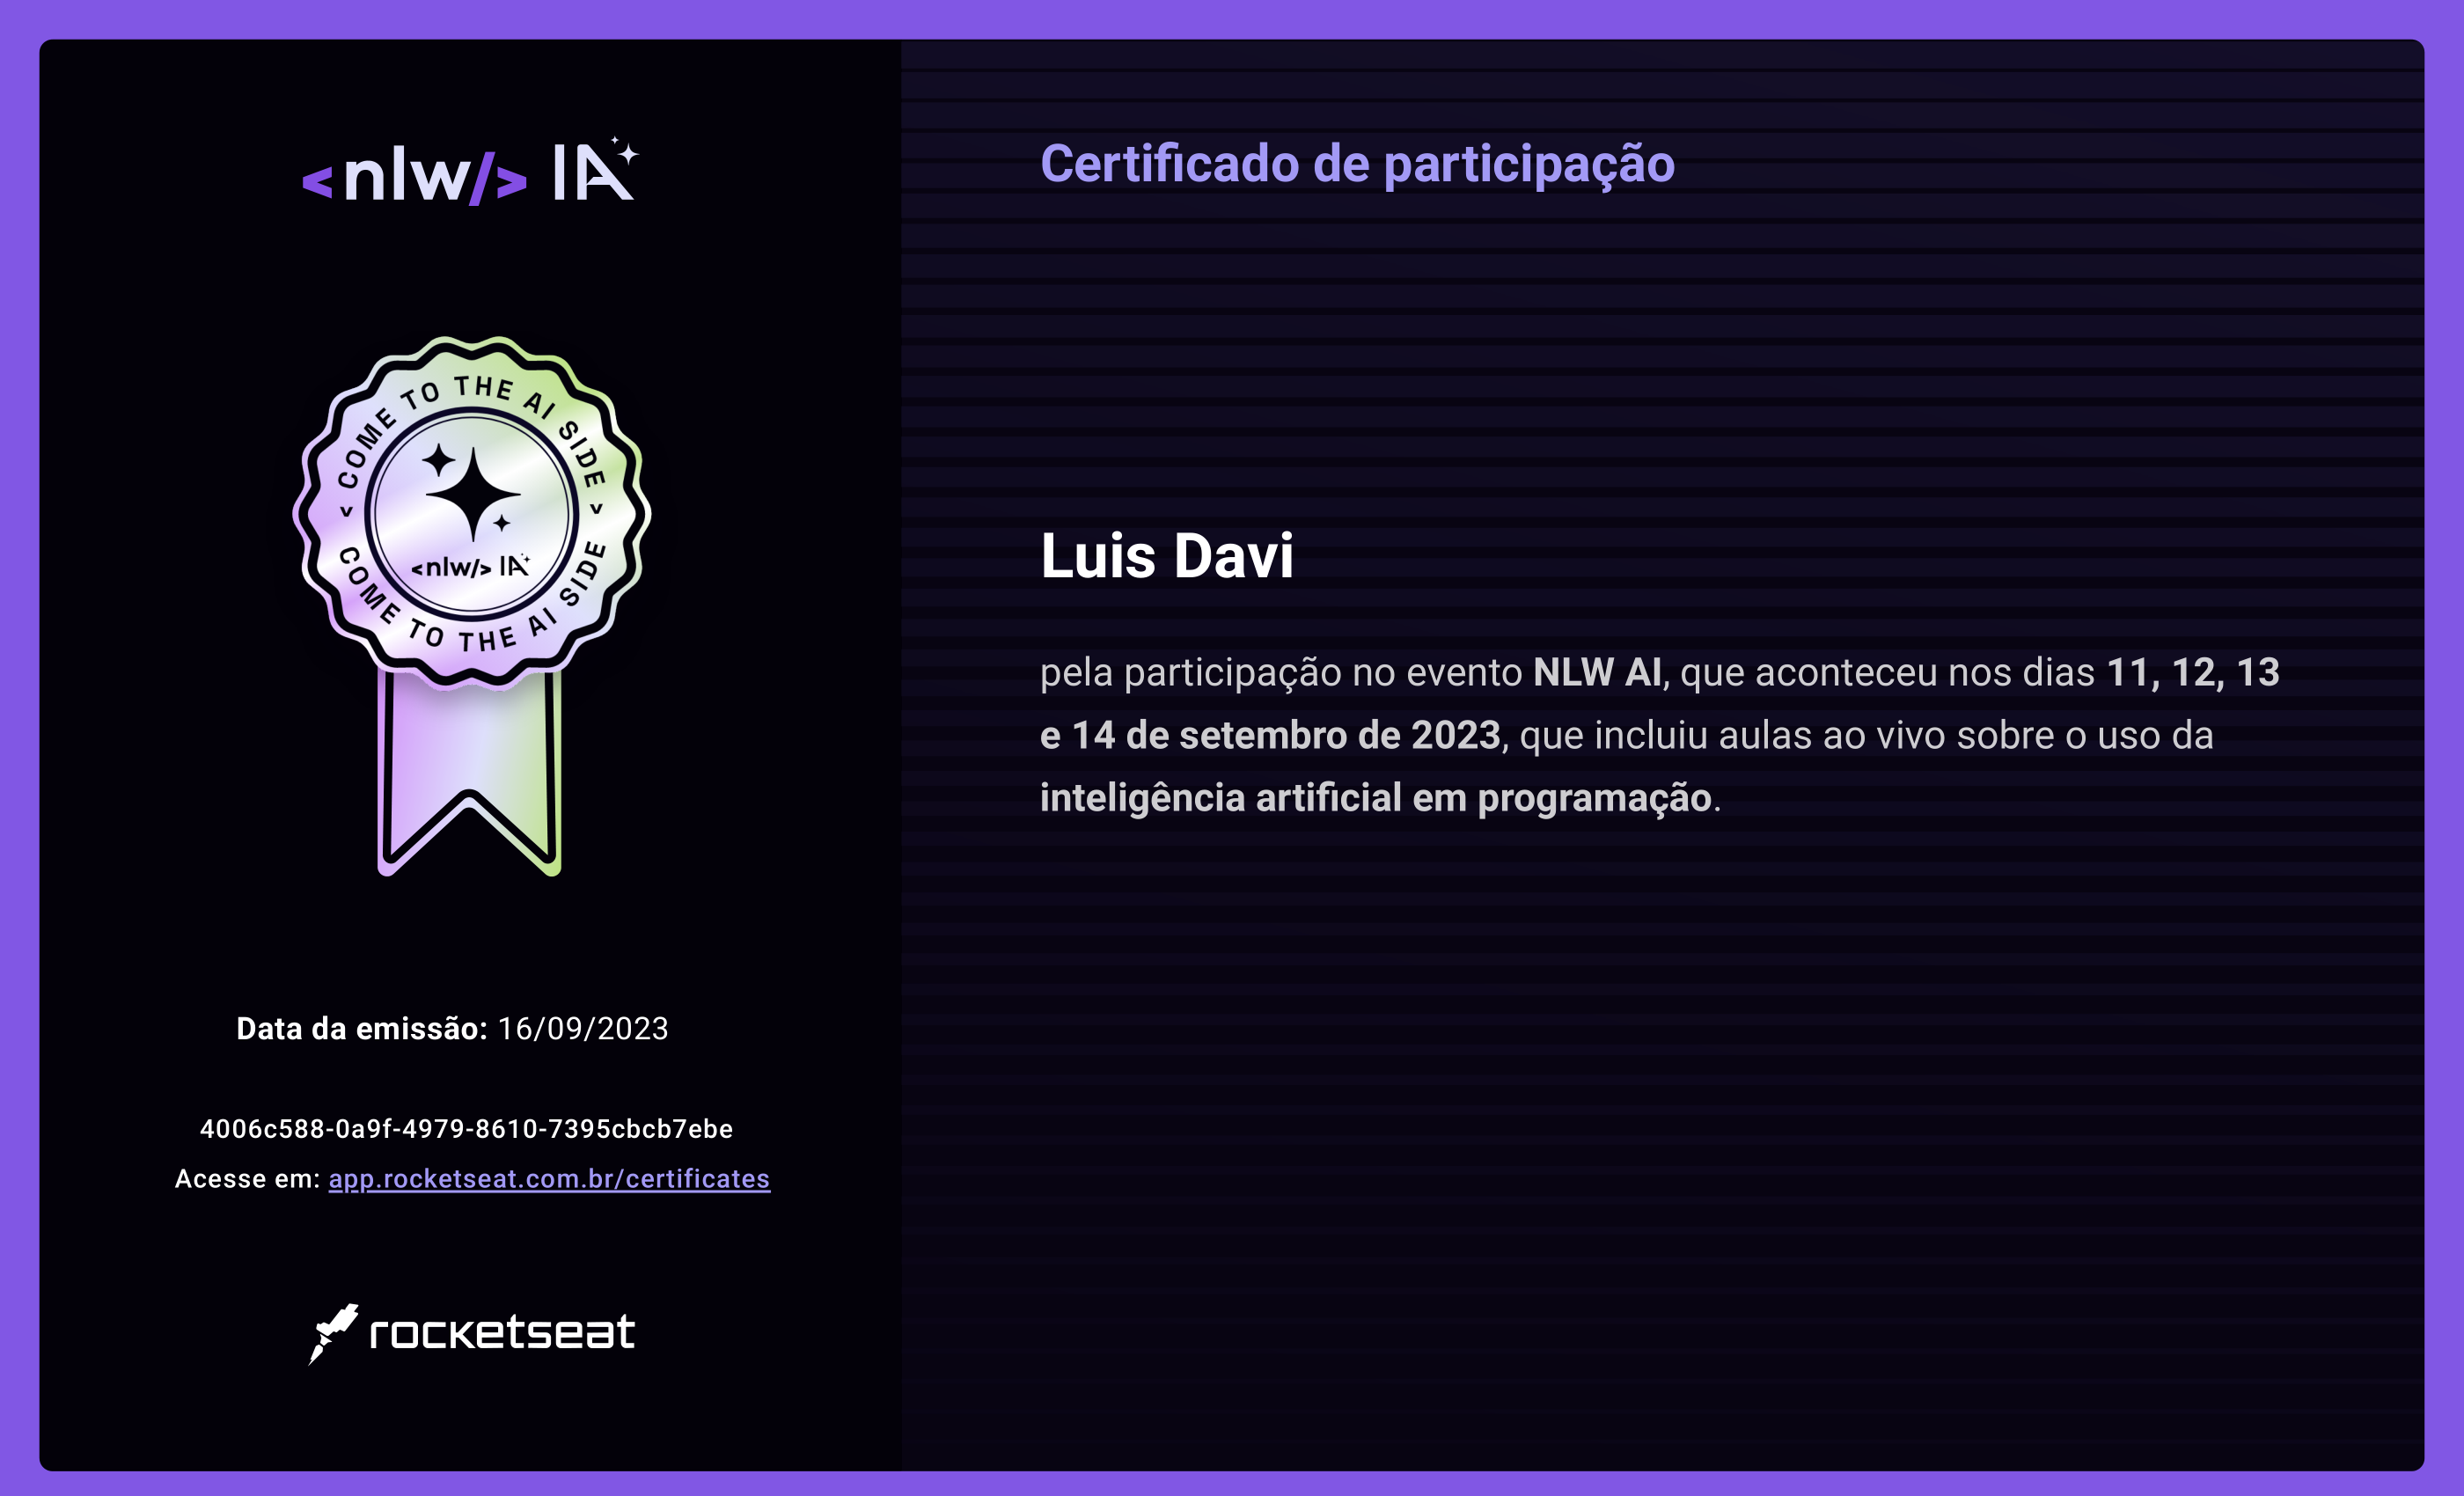 <nlw/> IA
COME TO THE AI SIDE
<nlw/> IA
COME TO THE AI SIDE
Data da emissão: 16/09/2023
4006c588-0a9f-4979-8610-7395cbcb7ebe
Acesse em: app.rocketseat.com.br/certificates
rocketseat
Certificado de participação
Luis Davi
pela participação no evento NLW AI, que aconteceu nos dias 11, 12, 13
e 14 de setembro de 2023, que incluiu aulas ao vivo sobre o uso da
inteligência artificial em programação.